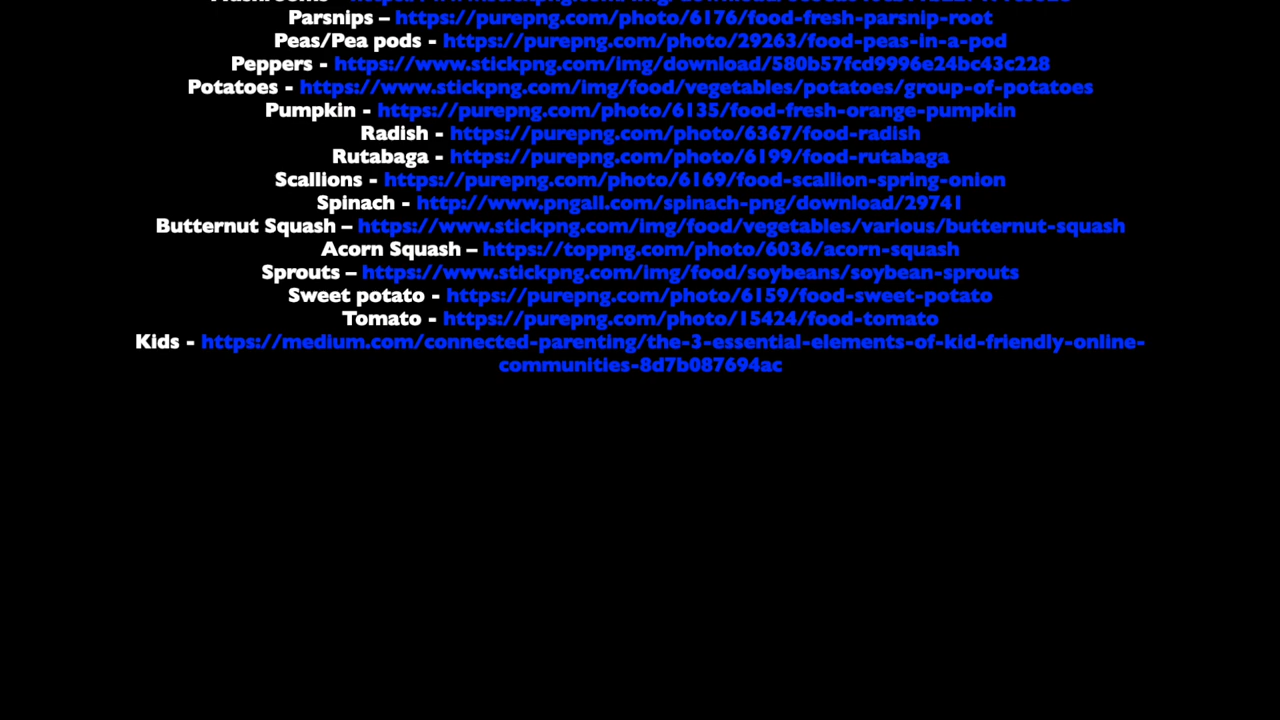 Parsnips – https://purepng.com/photo/6176/food-fresh-parsnip-root
Peas/Pea pods - https://purepng.com/photo/29263/food-peas-in-a-pod
Peppers - https://www.stickpng.com/img/download/580b57fcd9996e24bc43c228
Potatoes - https://www.stickpng.com/img/food/vegetables/potatoes/group-of-potatoes
Pumpkin - https://purepng.com/photo/6135/food-fresh-orange-pumpkin
Radish - https://purepng.com/photo/6367/food-radish
Rutabaga - https://purepng.com/photo/6199/food-rutabaga
Scallions - https://purepng.com/photo/6169/food-scallion-spring-onion
Spinach - http://www.pngall.com/spinach-png/download/29741
Butternut Squash – https://www.stickpng.com/img/food/vegetables/various/butternut-squash
Acorn Squash – https://toppng.com/photo/6036/acorn-squash
Sprouts – https://www.stickpng.com/img/food/soybeans/soybean-sprouts
Sweet potato - https://purepng.com/photo/6159/food-sweet-potato
Tomato - https://purepng.com/photo/15424/food-tomato
Kids - https://medium.com/connected-parenting/the-3-essential-elements-of-kid-friendly-online-
communities-8d7b087694ac